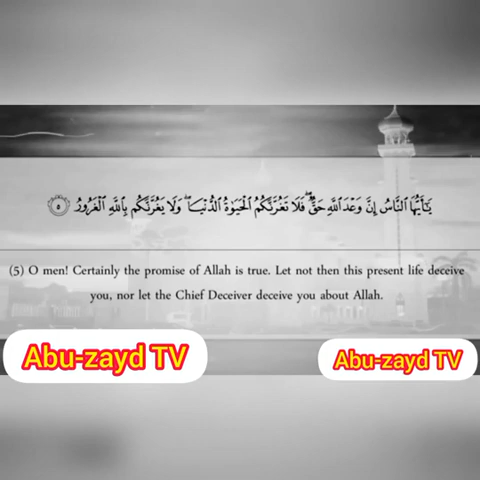 يَٰٓأَيُّهَا ٱلنَّاسُ إِنَّ وَعْدَ ٱللَّهِ حَقٌّ ۖ فَلَا تَغُرَّنَّكُمُ ٱلْحَيَوٰةُ ٱلدُّنْيَا ۖ وَلَا يَغُرَّنَّكُم بِٱللَّهِ ٱلْغَرُورُ ٥
(5) O men! Certainly the promise of Allah is true. Let not then this present life deceive
you, nor let the Chief Deceiver deceive you about Allah.
Abu-zayd TV
Abu-zayd TV